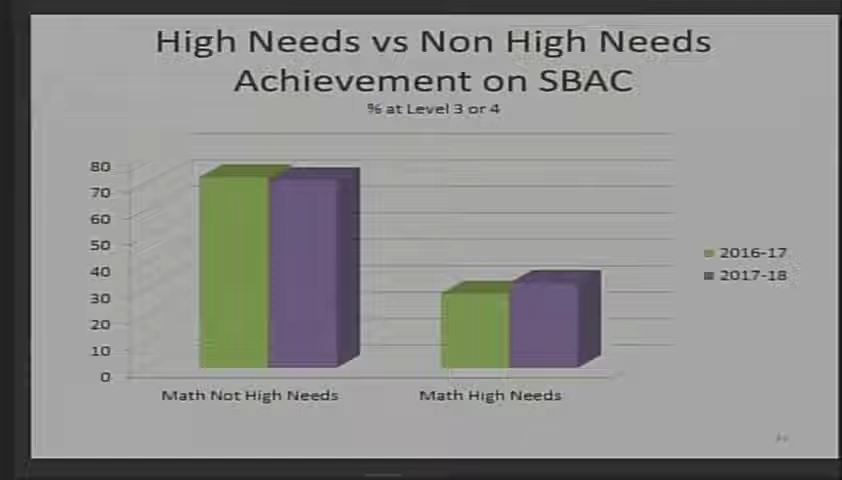 High Needs vs Non High Needs
Achievement on SBAC
% at Level 3 or 4
80
70
60
50
40
30
20
10
0
2016-17
2017-18
Math Not High Needs
Math High Needs